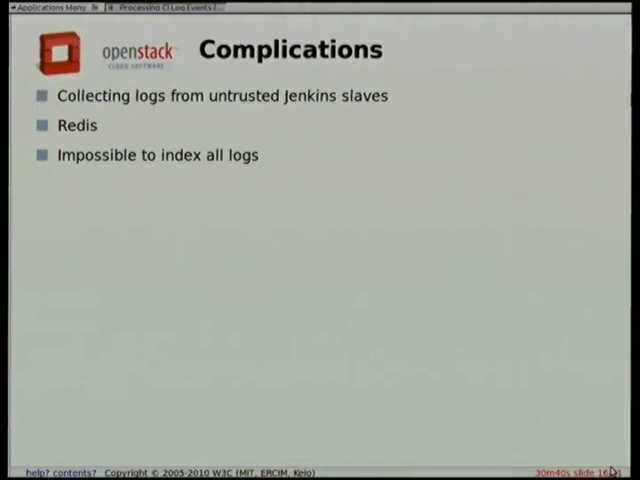 Applications Menu
Processing CI Log Events (...
openstack
CLOUD SOFTWARE
Complications
Collecting logs from untrusted Jenkins slaves
Redis
Impossible to index all logs
help? contents? Copyright © 2005-2010 W3C (MIT, ERCIM, Keio)
30m40s slide